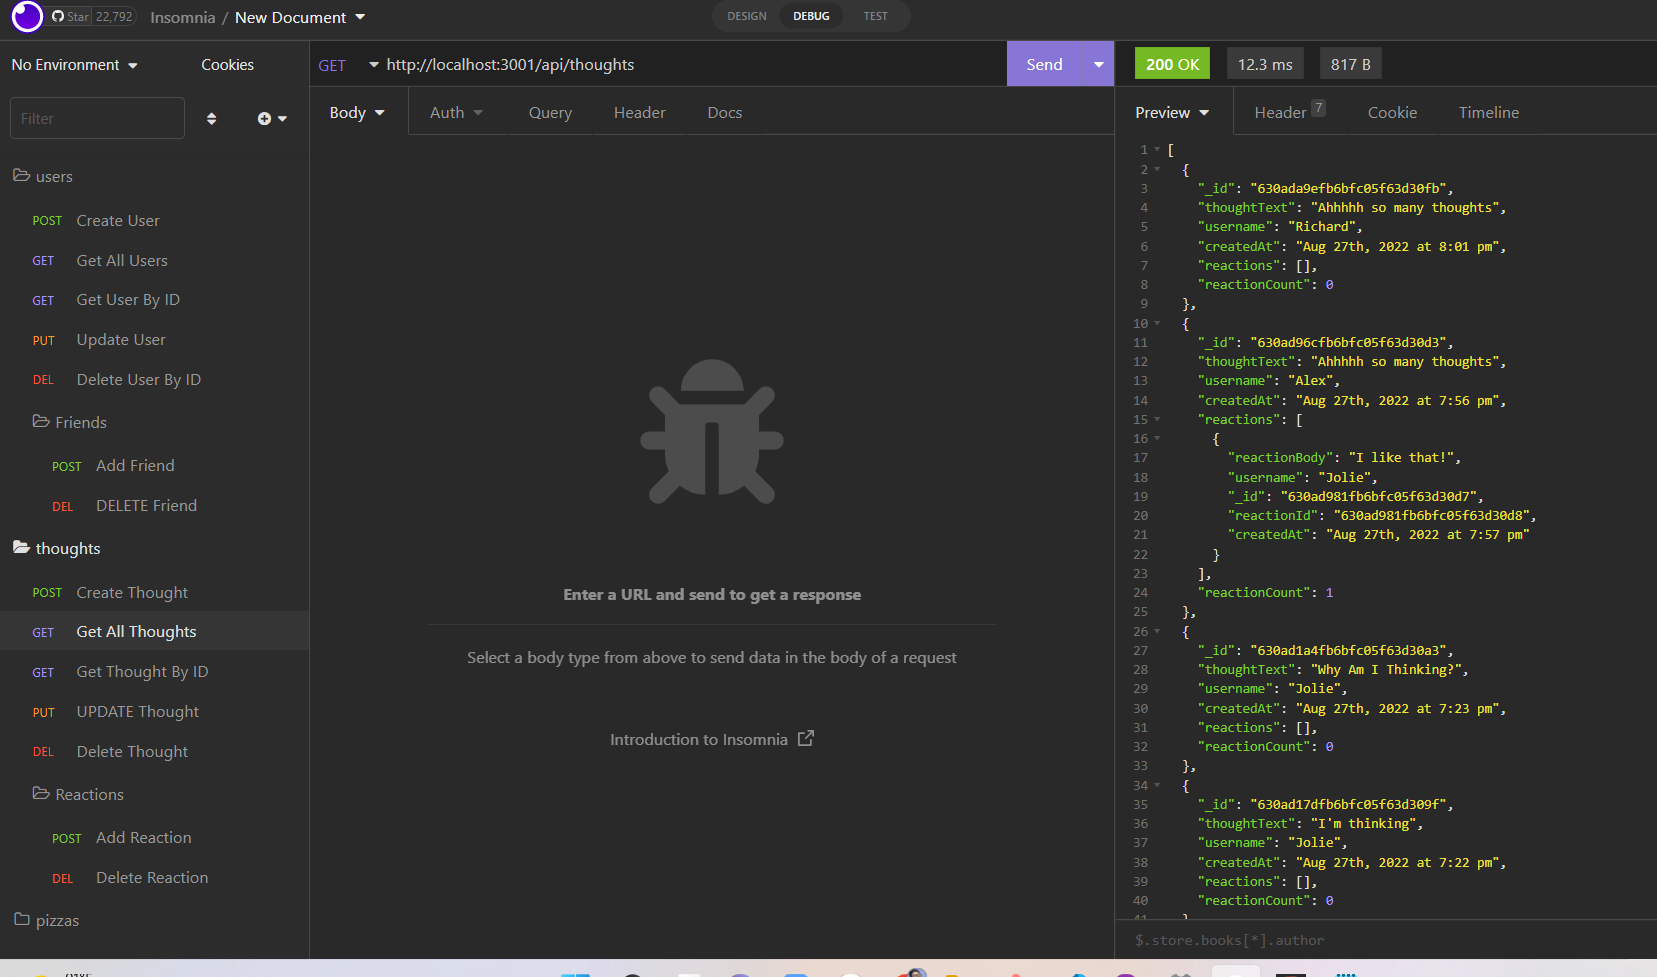 Star 22,792 Insomnia / New Document
DESIGN DEBUG TEST
No Environment Cookies
Filter
users
POST Create User
GET Get All Users
GET Get User By ID
PUT Update User
DEL Delete User By ID
Friends
POST Add Friend
DEL DELETE Friend
thoughts
POST Create Thought
GET Get All Thoughts
GET Get Thought By ID
PUT UPDATE Thought
DEL Delete Thought
Reactions
POST Add Reaction
DEL Delete Reaction
pizzas
GET http://localhost:3001/api/thoughts Send
Body Auth Query Header Docs
Enter a URL and send to get a response
Select a body type from above to send data in the body of a request
Introduction to Insomnia
200 OK 12.3 ms 817 B
Preview Header 7 Cookie Timeline
1 [
2 {
3 "_id": "630ada9efb6bfc05f63d30fb",
4 "thoughtText": "Ahhhhh so many thoughts",
5 "username": "Richard",
6 "createdAt": "Aug 27th, 2022 at 8:01 pm",
7 "reactions": [],
8 "reactionCount": 0
9 },
10 {
11 "_id": "630ad96cfb6bfc05f63d30d3",
12 "thoughtText": "Ahhhhh so many thoughts",
13 "username": "Alex",
14 "createdAt": "Aug 27th, 2022 at 7:56 pm",
15 "reactions": [
16 {
17 "reactionBody": "I like that!",
18 "username": "Jolie",
19 "_id": "630ad981fb6bfc05f63d30d7",
20 "reactionId": "630ad981fb6bfc05f63d30d8",
21 "createdAt": "Aug 27th, 2022 at 7:57 pm"
22 }
23 ],
24 "reactionCount": 1
25 },
26 {
27 "_id": "630ad1a4fb6bfc05f63d30a3",
28 "thoughtText": "Why Am I Thinking?",
29 "username": "Jolie",
30 "createdAt": "Aug 27th, 2022 at 7:23 pm",
31 "reactions": [],
32 "reactionCount": 0
33 },
34 {
35 "_id": "630ad17dfb6bfc05f63d309f",
36 "thoughtText": "I'm thinking",
37 "username": "Jolie",
38 "createdAt": "Aug 27th, 2022 at 7:22 pm",
39 "reactions": [],
40 "reactionCount": 0
$.store.books[*].author